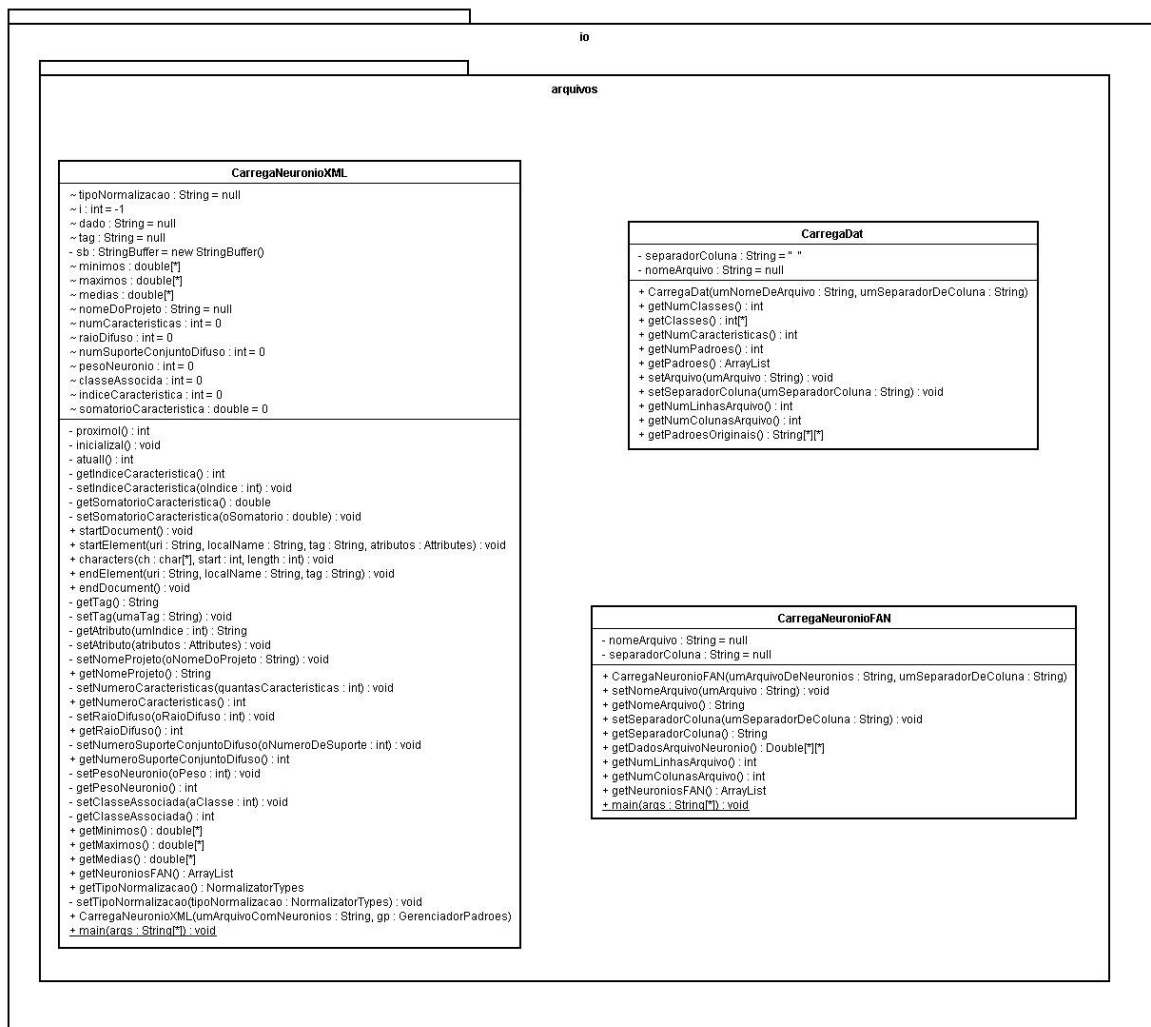 io
arquivos
CarregaNeuronioXML
~ tipoNormalizacao : String = null
~ i : int = -1
~ dado : String = null
~ tag : String = null
- sb : StringBuffer = new StringBuffer()
~ minimos : double[*]
~ maximos : double[*]
~ medias : double[*]
~ nomeDoProjeto : String = null
~ numCaracteristicas : int = 0
~ raioDifuso : int = 0
~ numSuporteConjuntoDifuso : int = 0
~ pesoNeuronio : int = 0
~ classeAssocida : int = 0
~ indiceCaracteristica : int = 0
~ somatorioCaracteristica : double = 0
- proximoI() : int
- inicializaI() : void
- atualI() : int
- getIndiceCaracteristica() : int
- setIndiceCaracteristica(oIndice : int) : void
- getSomatorioCaracteristica() : double
- setSomatorioCaracteristica(oSomatorio : double) : void
+ startDocument() : void
+ startElement(uri : String, localName : String, tag : String, atributos : Attributes) : void
+ characters(ch : char[*], start : int, length : int) : void
+ endElement(uri : String, localName : String, tag : String) : void
+ endDocument() : void
- getTag() : String
- setTag(umaTag : String) : void
- getAtributo(umIndice : int) : String
- setAtributo(atributos : Attributes) : void
- setNomeProjeto(oNomeDoProjeto : String) : void
+ getNomeProjeto() : String
- setNumeroCaracteristicas(quantasCaracteristicas : int) : void
+ getNumeroCaracteristicas() : int
- setRaioDifuso(oRaioDifuso : int) : void
+ getRaioDifuso() : int
- setNumeroSuporteConjuntoDifuso(oNumeroDeSuporte : int) : void
+ getNumeroSuporteConjuntoDifuso() : int
- setPesoNeuronio(oPeso : int) : void
- getPesoNeuronio() : int
- setClasseAssociada(aClasse : int) : void
- getClasseAssociada() : int
+ getMinimos() : double[*]
+ getMaximos() : double[*]
+ getMedias() : double[*]
+ getNeuroniosFAN() : ArrayList
+ getTipoNormalizacao() : NormalizatorTypes
- setTipoNormalizacao(tipoNormalizacao : NormalizatorTypes) : void
+ CarregaNeuronioXML(umArquivoComNeuronios : String, gp : GerenciadorPadroes)
+ main(args : String[*]) : void
CarregaDat
- separadorColuna : String = "  "
- nomeArquivo : String = null
+ CarregaDat(umNomeDeArquivo : String, umSeparadorDeColuna : String)
+ getNumClasses() : int
+ getClasses() : int[*]
+ getNumCaracteristicas() : int
+ getNumPadroes() : int
+ getPadroes() : ArrayList
+ setArquivo(umArquivo : String) : void
+ setSeparadorColuna(umSeparadorColuna : String) : void
+ getNumLinhasArquivo() : int
+ getNumColunasArquivo() : int
+ getPadroesOriginais() : String[*][*]
CarregaNeuronioFAN
- nomeArquivo : String = null
- separadorColuna : String = null
+ CarregaNeuronioFAN(umArquivoDeNeuronios : String, umSeparadorDeColuna : String)
+ setNomeArquivo(umArquivo : String) : void
+ getNomeArquivo() : String
+ setSeparadorColuna(umSeparadorDeColuna : String) : void
+ getSeparadorColuna() : String
+ getDadosArquivoNeuronio() : Double[*][*]
+ getNumLinhasArquivo() : int
+ getNumColunasArquivo() : int
+ getNeuroniosFAN() : ArrayList
+ main(args : String[*]) : void